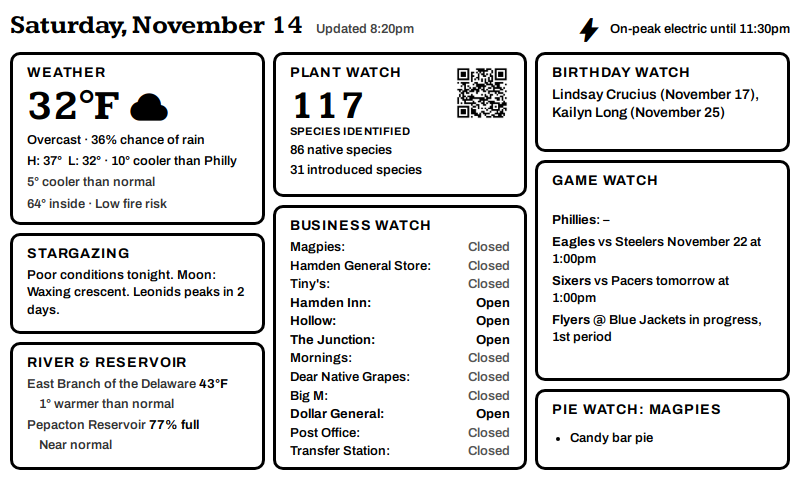 Saturday, November 14 Updated 8:20pm
On-peak electric until 11:30pm
WEATHER
32°F
Overcast · 36% chance of rain
H: 37° L: 32° · 10° cooler than Philly
5° cooler than normal
64° inside · Low fire risk
STARGAZING
Poor conditions tonight. Moon:
Waxing crescent. Leonids peaks in 2
days.
RIVER & RESERVOIR
East Branch of the Delaware 43°F
1° warmer than normal
Pepacton Reservoir 77% full
Near normal
PLANT WATCH
117
SPECIES IDENTIFIED
86 native species
31 introduced species
BUSINESS WATCH
Magpies: Closed
Hamden General Store: Closed
Tiny's: Closed
Hamden Inn: Open
Hollow: Open
The Junction: Open
Mornings: Closed
Dear Native Grapes: Closed
Big M: Closed
Dollar General: Open
Post Office: Closed
Transfer Station: Closed
BIRTHDAY WATCH
Lindsay Crucius (November 17),
Kailyn Long (November 25)
GAME WATCH
Phillies: –
Eagles vs Steelers November 22 at
1:00pm
Sixers vs Pacers tomorrow at
1:00pm
Flyers @ Blue Jackets in progress,
1st period
PIE WATCH: MAGPIES
• Candy bar pie